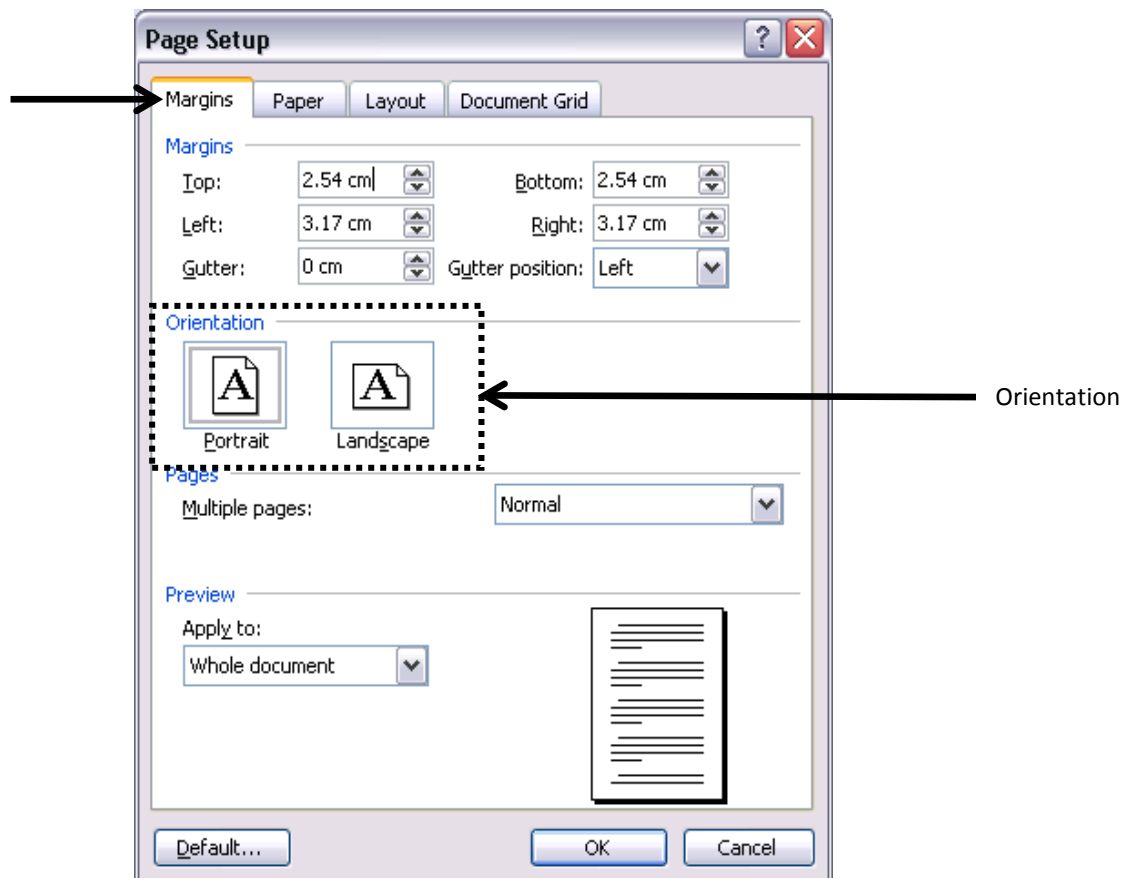 Page Setup
Margins Paper Layout Document Grid
Margins
Top: 2.54 cm Bottom: 2.54 cm
Left: 3.17 cm Right: 3.17 cm
Gutter: 0 cm Gutter position: Left
Orientation
A A
Portrait Landscape
Orientation
Pages
Multiple pages: Normal
Preview
Apply to:
Whole document
Default... OK Cancel